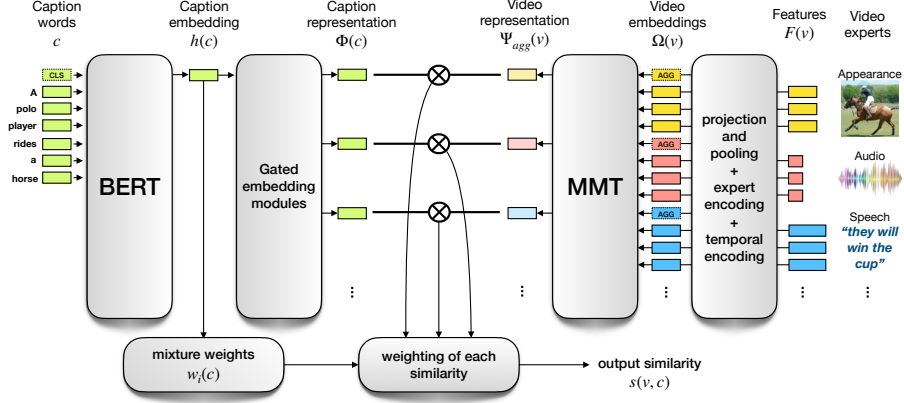 Caption words
c
Caption embedding
h(c)
Caption representation
Φ(c)
Video representation
Ψagg(v)
Video embeddings
Ω(v)
Features
F(v)
Video experts
CLS
A
polo
player
rides
a
horse
BERT
Gated
embedding
modules
⋮
⋮
MMT
AGG
AGG
AGG
⋮
projection
and
pooling
+
expert
encoding
+
temporal
encoding
⋮
Appearance
Audio
Speech
“they will
win the
cup”
⋮
mixture weights
wi(c)
weighting of each
similarity
output similarity
s(v, c)